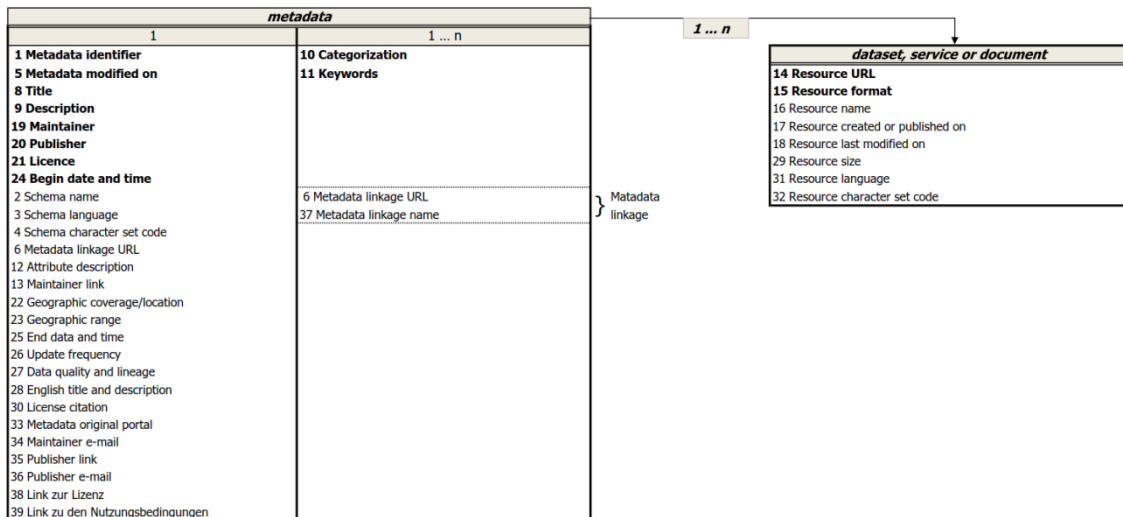 metadata
1
1 ... n
1 Metadata identifier
5 Metadata modified on
8 Title
9 Description
19 Maintainer
20 Publisher
21 Licence
24 Begin date and time
2 Schema name
3 Schema language
4 Schema character set code
6 Metadata linkage URL
12 Attribute description
13 Maintainer link
22 Geographic coverage/location
23 Geographic range
25 End data and time
26 Update frequency
27 Data quality and lineage
28 English title and description
30 License citation
33 Metadata original portal
34 Maintainer e-mail
35 Publisher link
36 Publisher e-mail
38 Link zur Lizenz
39 Link zu den Nutzungsbedingungen
10 Categorization
11 Keywords
6 Metadata linkage URL
37 Metadata linkage name
} Matadata
linkage
1 ... n
dataset, service or document
14 Resource URL
15 Resource format
16 Resource name
17 Resource created or published on
18 Resource last modified on
29 Resource size
31 Resource language
32 Resource character set code